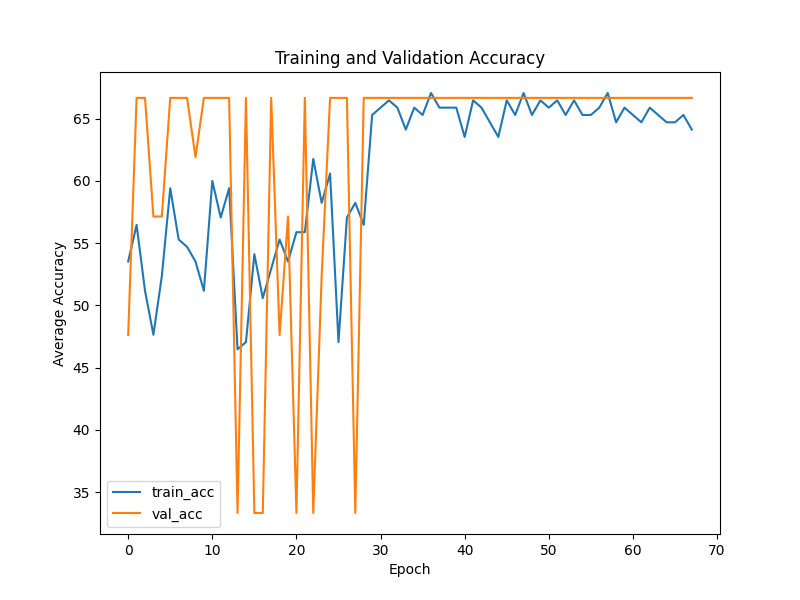 Training and Validation Accuracy
Average Accuracy
65
60
55
50
45
40
35
train_acc
val_acc
0 10 20 30 40 50 60 70
Epoch